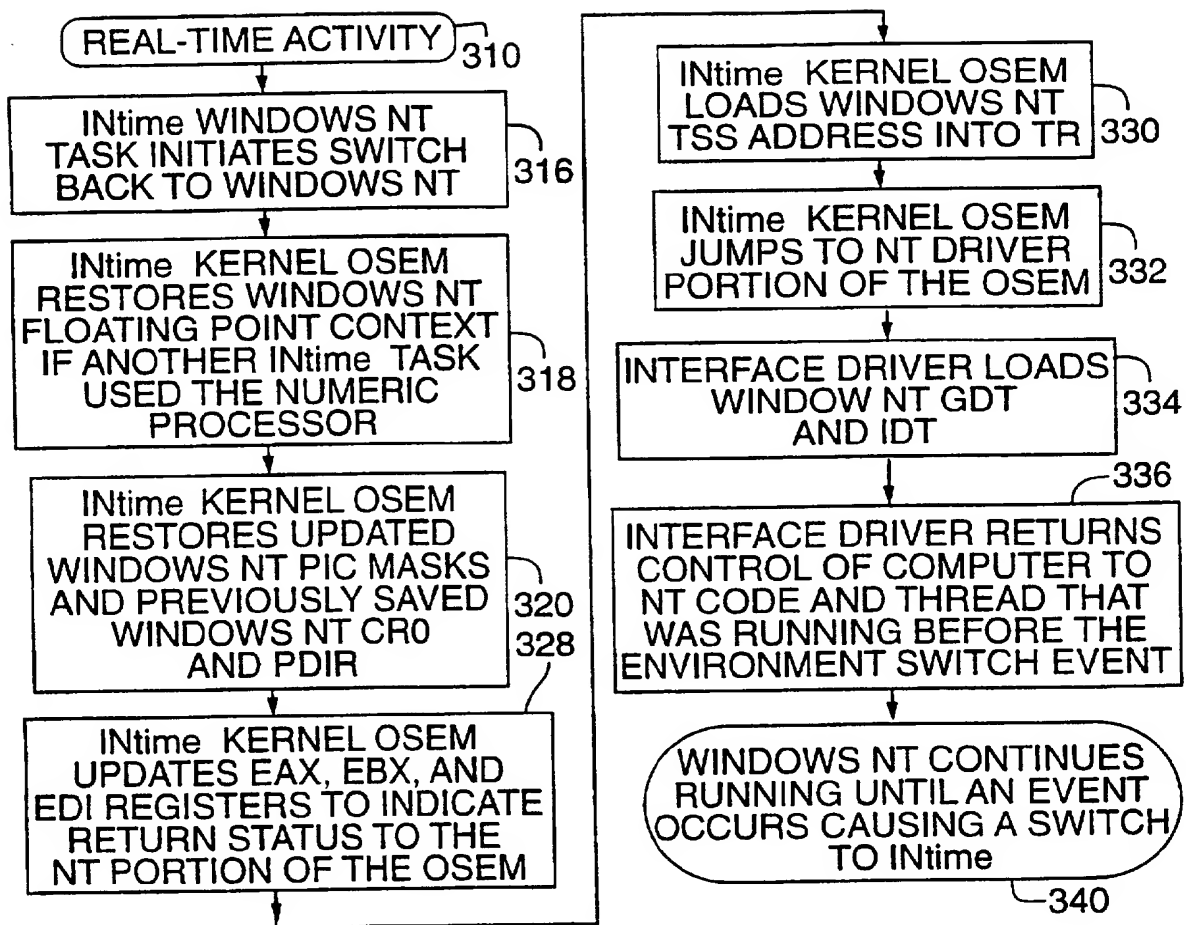 REAL-TIME ACTIVITY
310
INtime WINDOWS NT
TASK INITIATES SWITCH
BACK TO WINDOWS NT
316
INtime KERNEL OSEM
RESTORES WINDOWS NT
FLOATING POINT CONTEXT
IF ANOTHER INtime TASK
USED THE NUMERIC
PROCESSOR
318
INtime KERNEL OSEM
RESTORES UPDATED
WINDOWS NT PIC MASKS
AND PREVIOUSLY SAVED
WINDOWS NT CR0
AND PDIR
320
328
INtime KERNEL OSEM
UPDATES EAX, EBX, AND
EDI REGISTERS TO INDICATE
RETURN STATUS TO THE
NT PORTION OF THE OSEM
INtime KERNEL OSEM
LOADS WINDOWS NT
TSS ADDRESS INTO TR
330
INtime KERNEL OSEM
JUMPS TO NT DRIVER
PORTION OF THE OSEM
332
INTERFACE DRIVER LOADS
WINDOW NT GDT
AND IDT
334
336
INTERFACE DRIVER RETURNS
CONTROL OF COMPUTER TO
NT CODE AND THREAD THAT
WAS RUNNING BEFORE THE
ENVIRONMENT SWITCH EVENT
WINDOWS NT CONTINUES
RUNNING UNTIL AN EVENT
OCCURS CAUSING A SWITCH
TO INtime
340